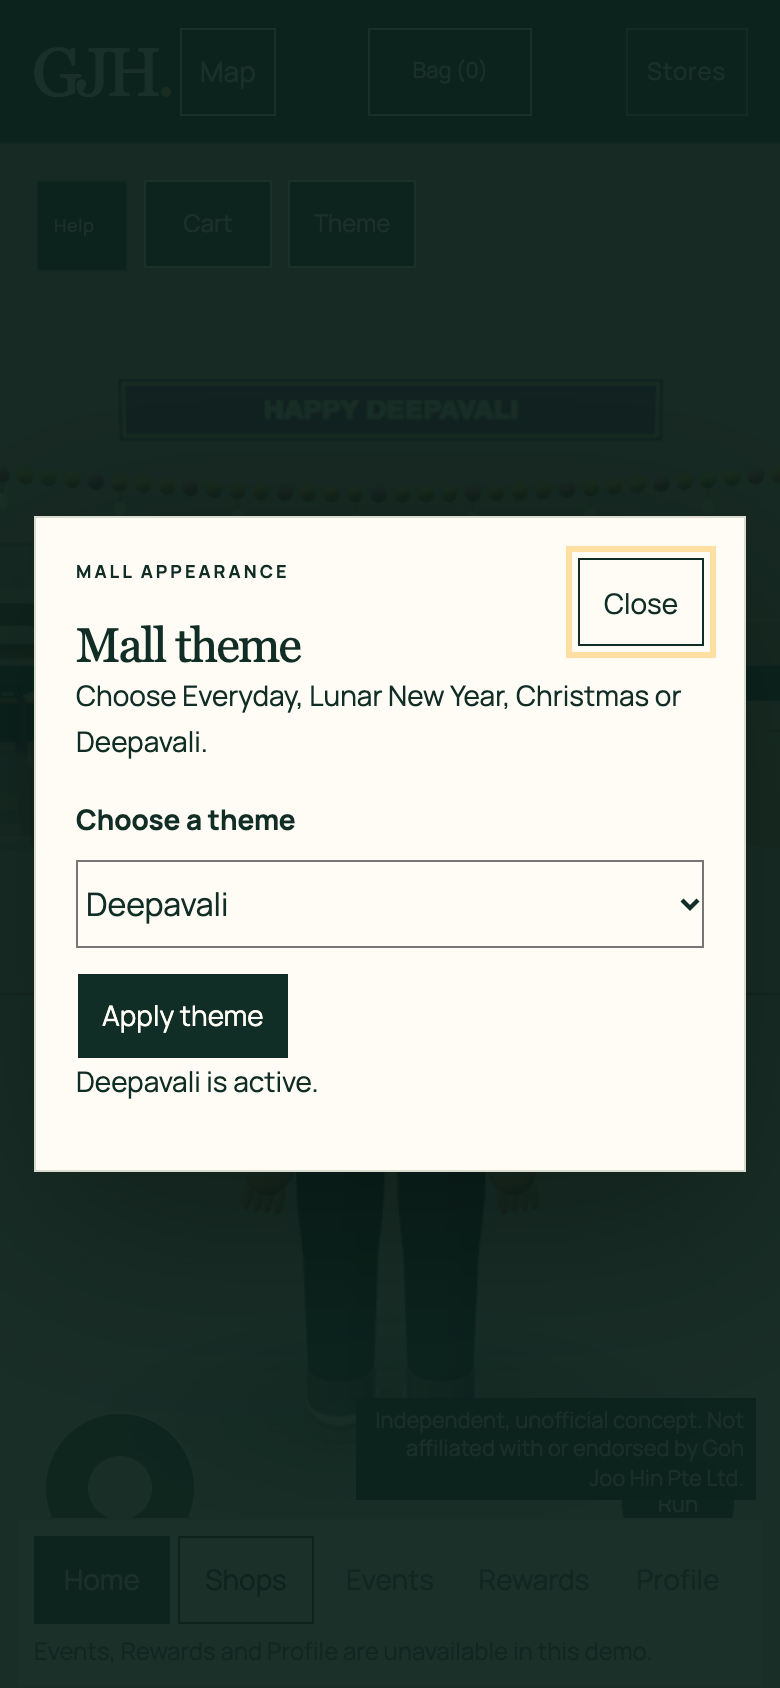 GJH.
Map
Bag (0)
Stores
Help
Cart
Theme
HAPPY DEEPAVALI
MALL APPEARANCE
Close
Mall theme
Choose Everyday, Lunar New Year, Christmas or
Deepavali.
Choose a theme
Deepavali
Apply theme
Deepavali is active.
Independent, unofficial concept. Not
affiliated with or endorsed by Goh
Joo Hin Pte Ltd.
Run
Home
Shops
Events
Rewards
Profile
Events, Rewards and Profile are unavailable in this demo.